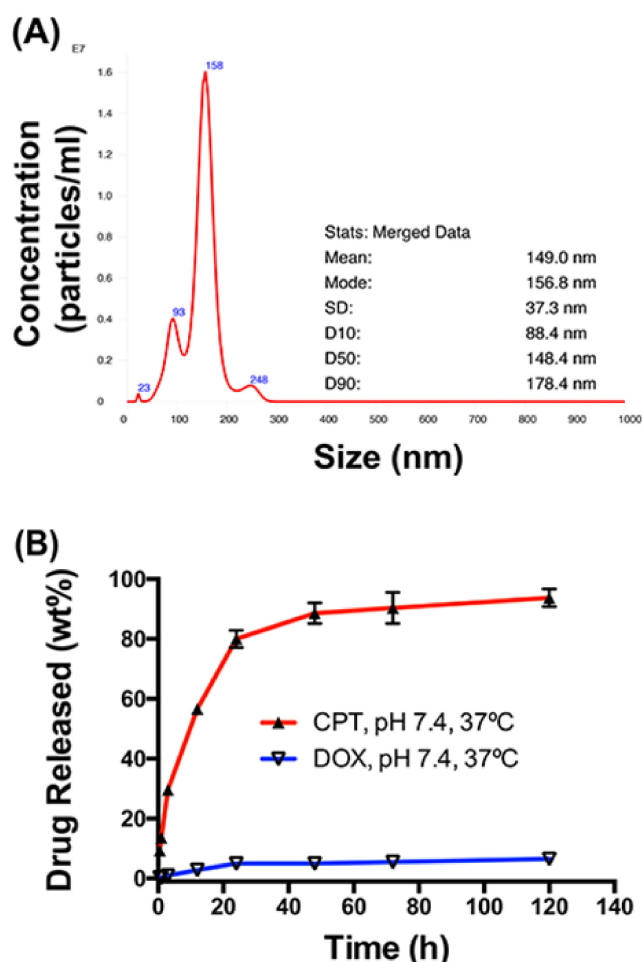 (A)
E7
Concentration
(particles/ml)
1.6
1.4
1.2
1.0
0.8
0.6
0.4
0.2
0
158
93
23
248
Stats: Merged Data
Mean: 149.0 nm
Mode: 156.8 nm
SD: 37.3 nm
D10: 88.4 nm
D50: 148.4 nm
D90: 178.4 nm
0 100 200 300 400 500 600 700 800 900 1000
Size (nm)
(B)
Drug Released (wt%)
100
80
60
40
20
0
CPT, pH 7.4, 37ºC
DOX, pH 7.4, 37ºC
0 20 40 60 80 100 120 140
Time (h)